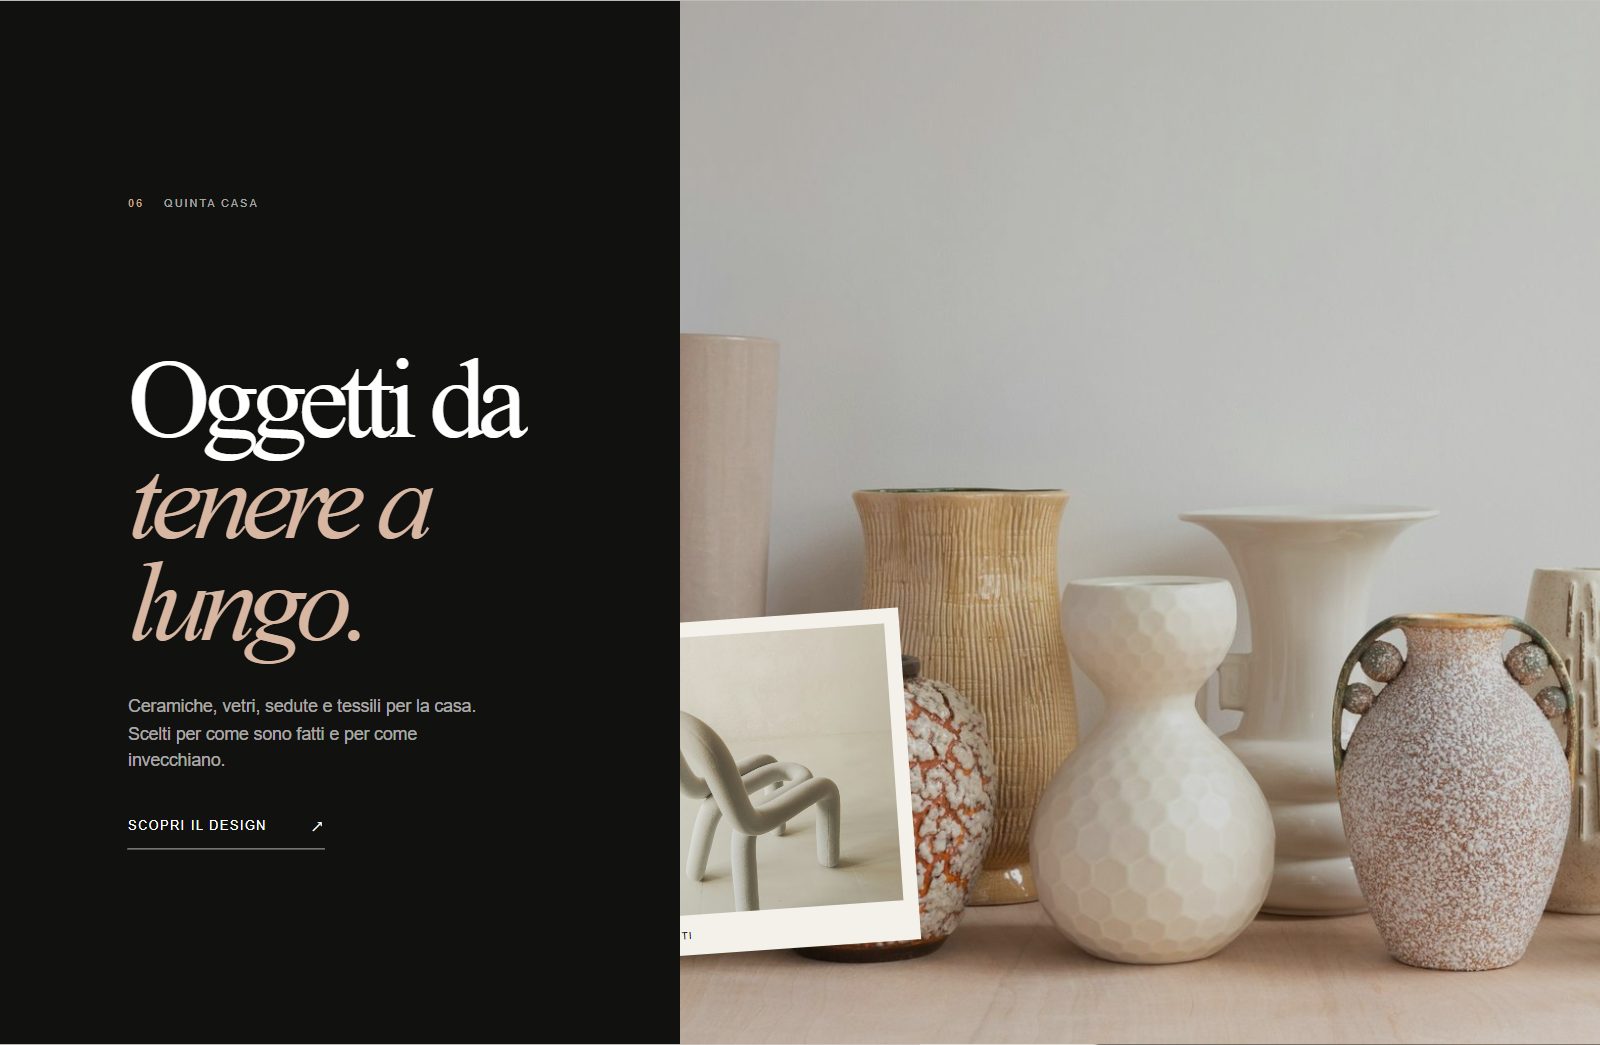 06 QUINTA CASA
Oggetti da
tenere a
lungo.
Ceramiche, vetri, sedute e tessili per la casa.
Scelti per come sono fatti e per come
invecchiano.
SCOPRI IL DESIGN ↗
TI